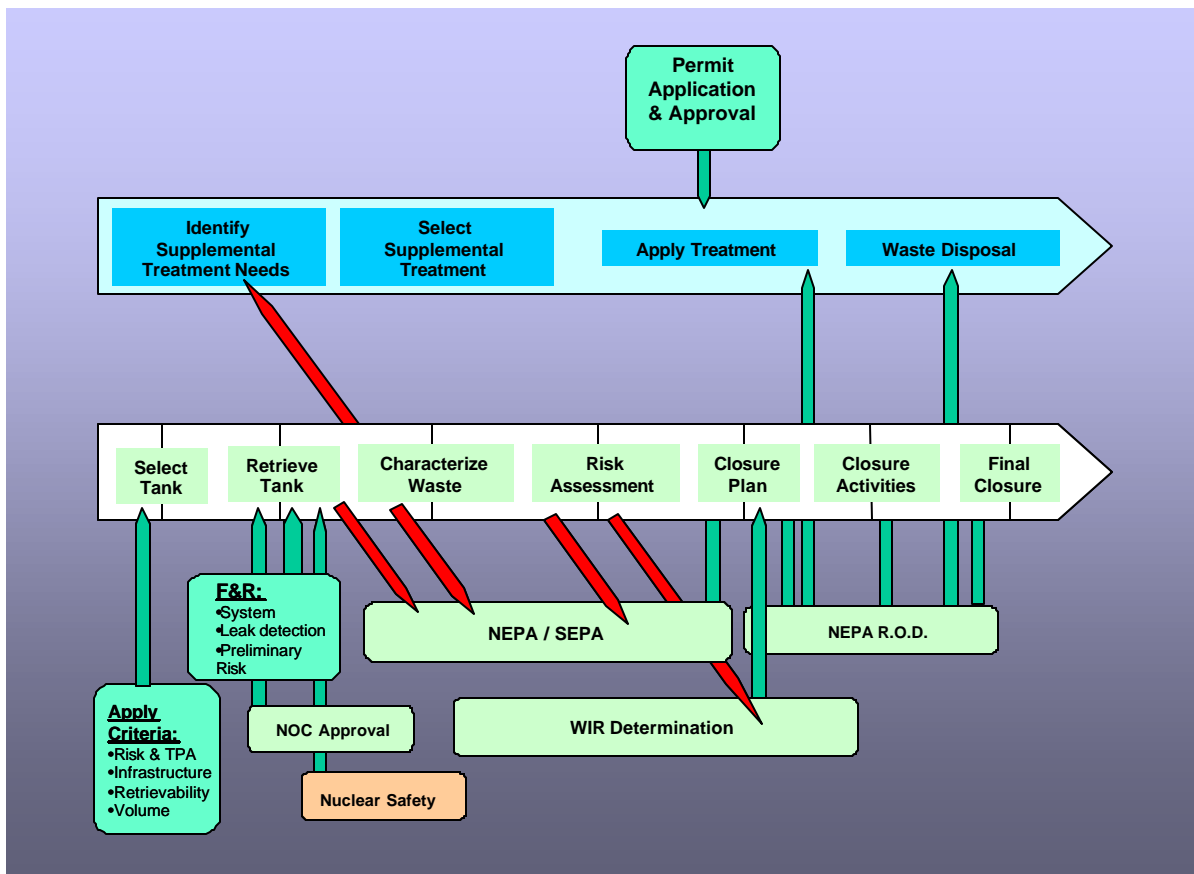 Permit
Application
& Approval
Identify
Supplemental
Treatment Needs
Select
Supplemental
Treatment
Apply Treatment
Waste Disposal
Select
Tank
Retrieve
Tank
Characterize
Waste
Risk
Assessment
Closure
Plan
Closure
Activities
Final
Closure
F&R:
•System
•Leak detection
•Preliminary
Risk
NEPA / SEPA
NEPA R.O.D.
Apply
Criteria:
•Risk & TPA
•Infrastructure
•Retrievability
•Volume
NOC Approval
WIR Determination
Nuclear Safety